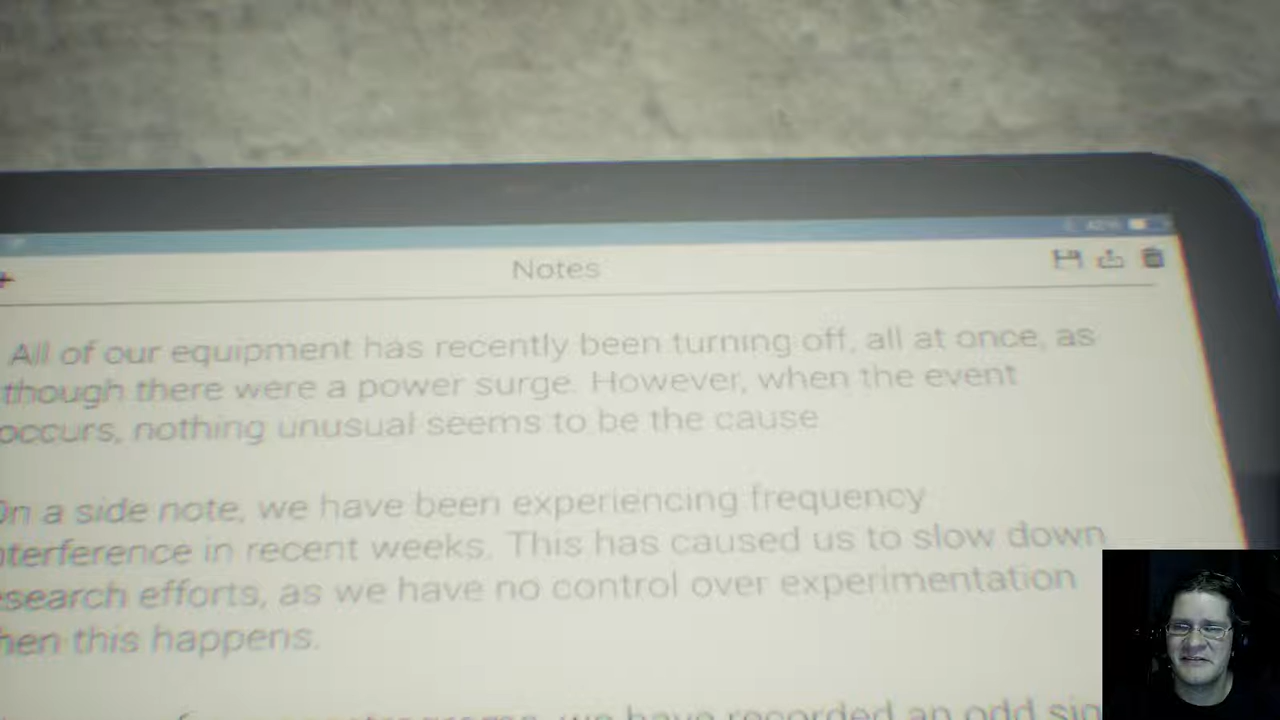 42%
Notes
All of our equipment has recently been turning off, all at once, as
though there were a power surge. However, when the event
occurs, nothing unusual seems to be the cause
On a side note, we have been experiencing frequency
nterference in recent weeks. This has caused us to slow down
esearch efforts, as we have no control over experimentation
hen this happens.
we have recorded an odd sig